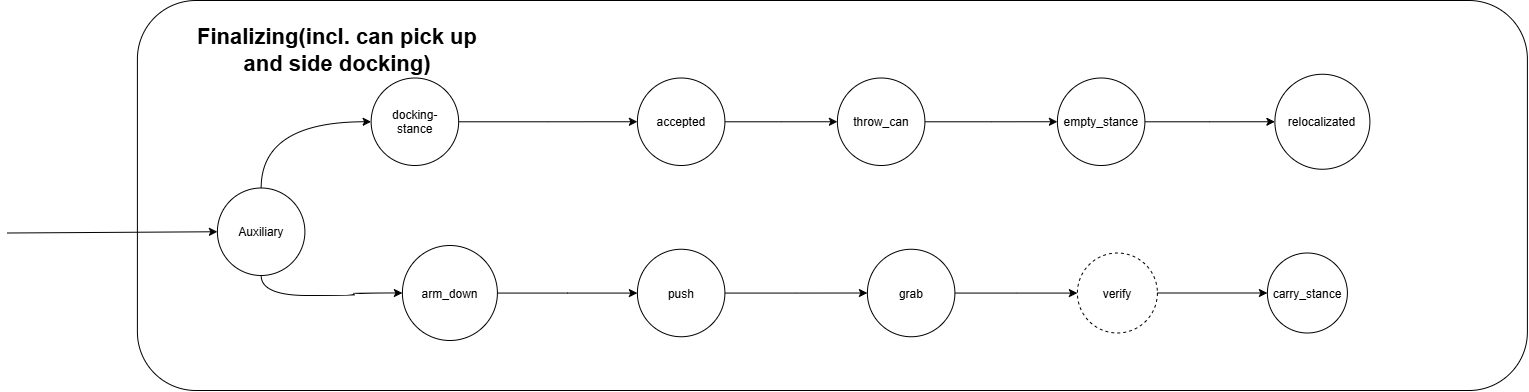 Finalizing(incl. can pick up
and side docking)
docking-
stance
accepted
throw_can
empty_stance
relocalizated
Auxiliary
arm_down
push
grab
verify
carry_stance